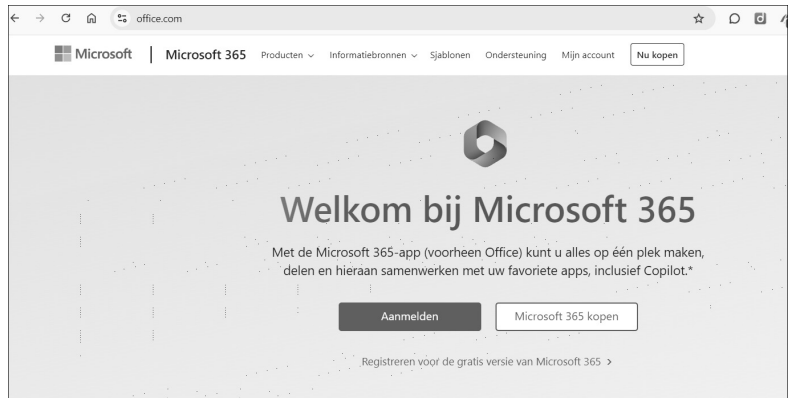 office.com
Microsoft | Microsoft 365 Producten Informatiebronnen Sjablonen Ondersteuning Mijn account Nu kopen
Welkom bij Microsoft 365
Met de Microsoft 365-app (voorheen Office) kunt u alles op één plek maken,
delen en hieraan samenwerken met uw favoriete apps, inclusief Copilot.*
Aanmelden Microsoft 365 kopen
Registreren voor de gratis versie van Microsoft 365 >